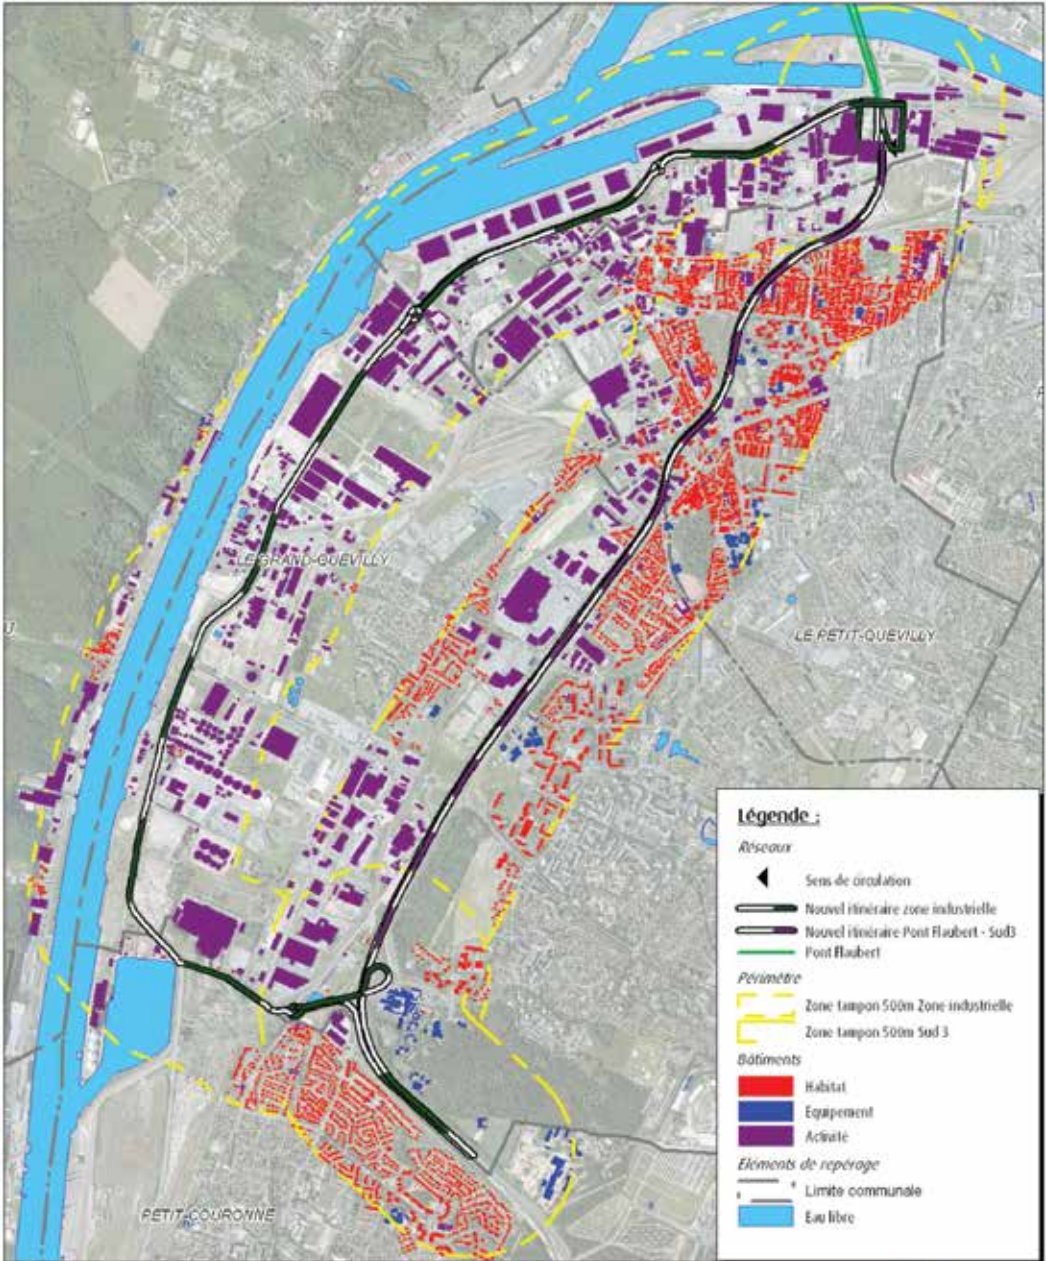 LE GRAND-QUEVILLY
U
LE PETIT-QUEVILLY
PETIT-COURONNE
Légende :
Réseaux
Sens de circulation
Nouvel itinéraire zone industrielle
Nouvel itinéraire Pont Flaubert - Sud3
Pont Flaubert
Périmètre
Zone tampon 500m Zone industrielle
Zone tampon 500m Sud 3
Bâtiments
Habitat
Equipement
Activité
Eléments de repérage
Limite communale
Eau libre